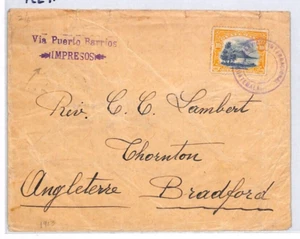 Via Puerto Barrios
IMPRESOS
Rev. C. C. Lambert
Thornton
Angleterre Bradford